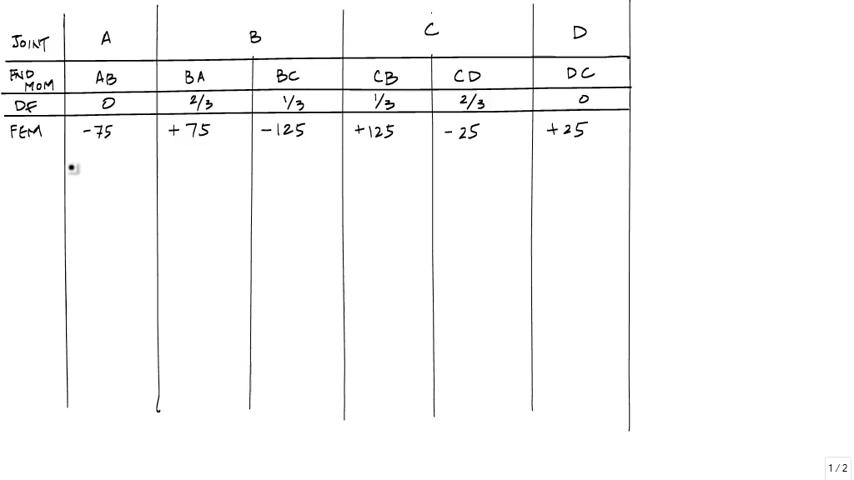 JOINT A B C D
END MOM AB BA BC CB CD DC
DF 0 2/3 1/3 1/3 2/3 0
FEM -75 +75 -125 +125 -25 +25
1/2